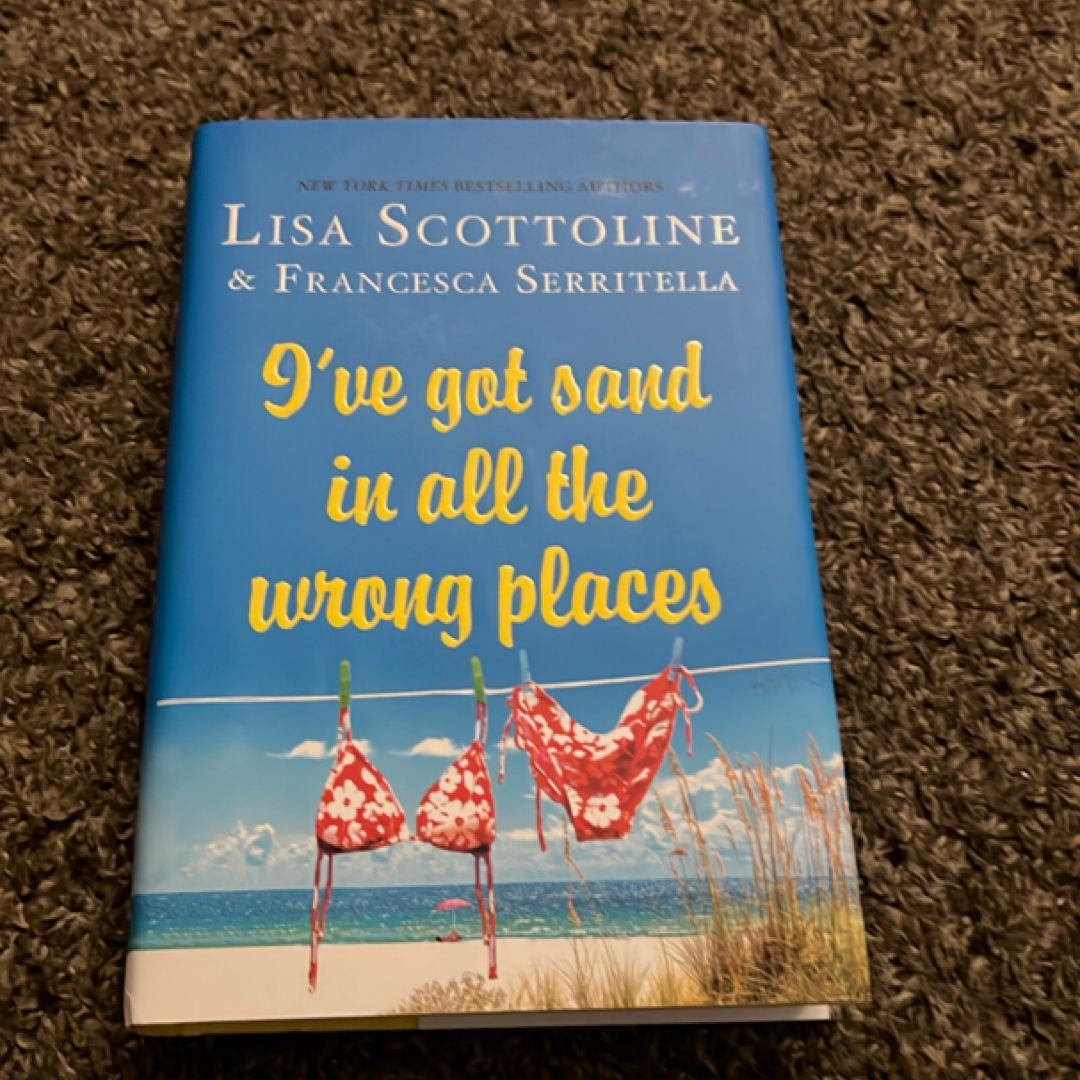 NEW YORK TIMES BESTSELLING AUTHORS
LISA SCOTTOLINE
& FRANCESCA SERRITELLA
I've got sand
in all the
wrong places